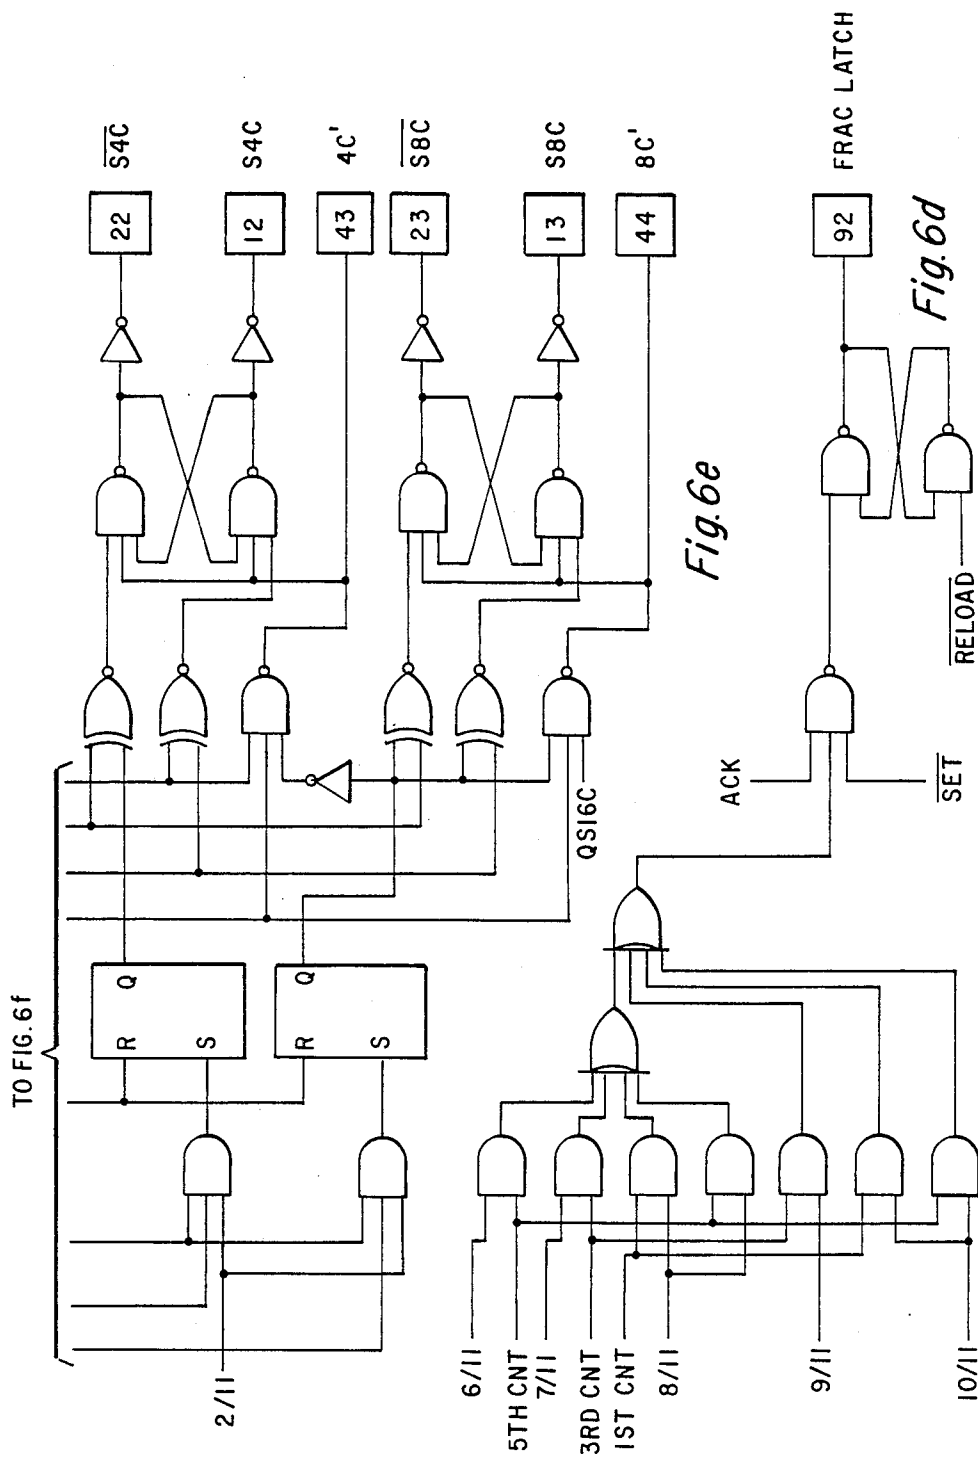 TO FIG. 6f
2/11
R
S
Q
R
S
Q
QS16C
22
S4C
12
S4C
43
4C'
23
S8C
13
S8C
44
8C'
Fig. 6e
6/11
5TH CNT
7/11
3RD CNT
1ST CNT
8/11
9/11
10/11
ACK
SET
RELOAD
92
FRAC LATCH
Fig. 6d